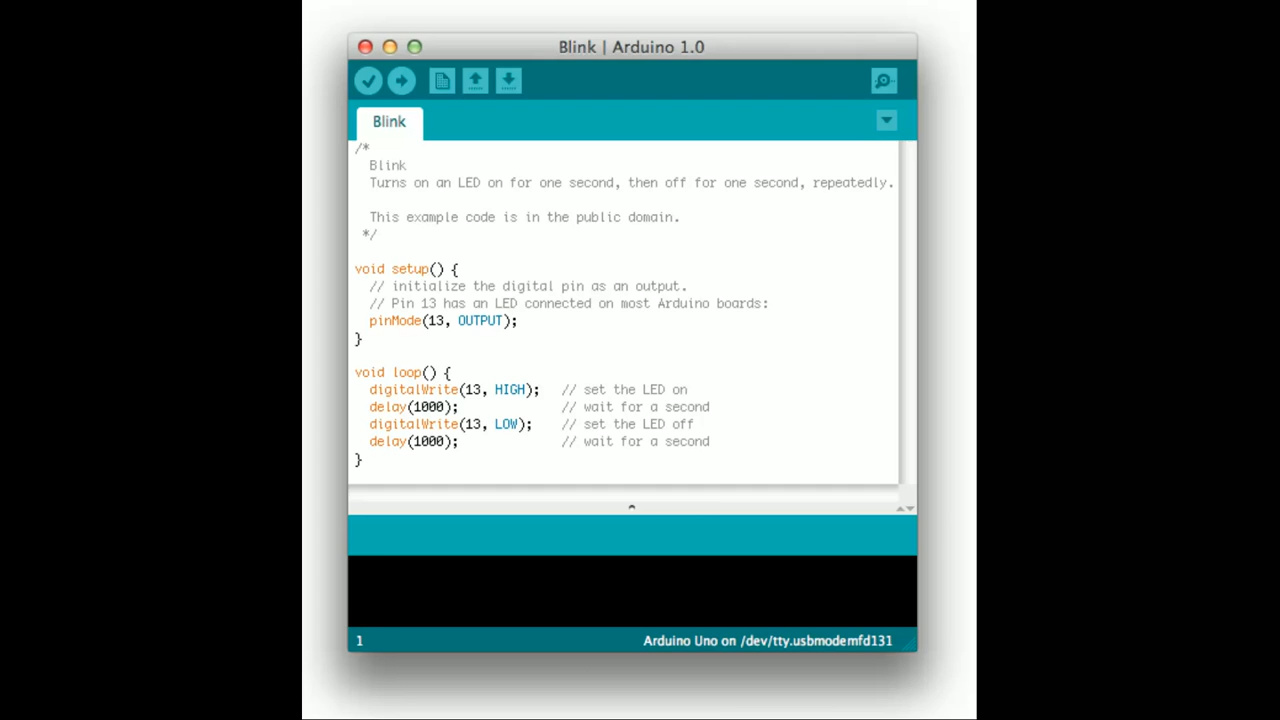 Blink | Arduino 1.0
Blink
/*
  Blink
  Turns on an LED on for one second, then off for one second, repeatedly.

  This example code is in the public domain.
 */

void setup() {
  // initialize the digital pin as an output.
  // Pin 13 has an LED connected on most Arduino boards:
  pinMode(13, OUTPUT);
}

void loop() {
  digitalWrite(13, HIGH);   // set the LED on
  delay(1000);              // wait for a second
  digitalWrite(13, LOW);    // set the LED off
  delay(1000);              // wait for a second
}
1 Arduino Uno on /dev/tty.usbmodemfd131